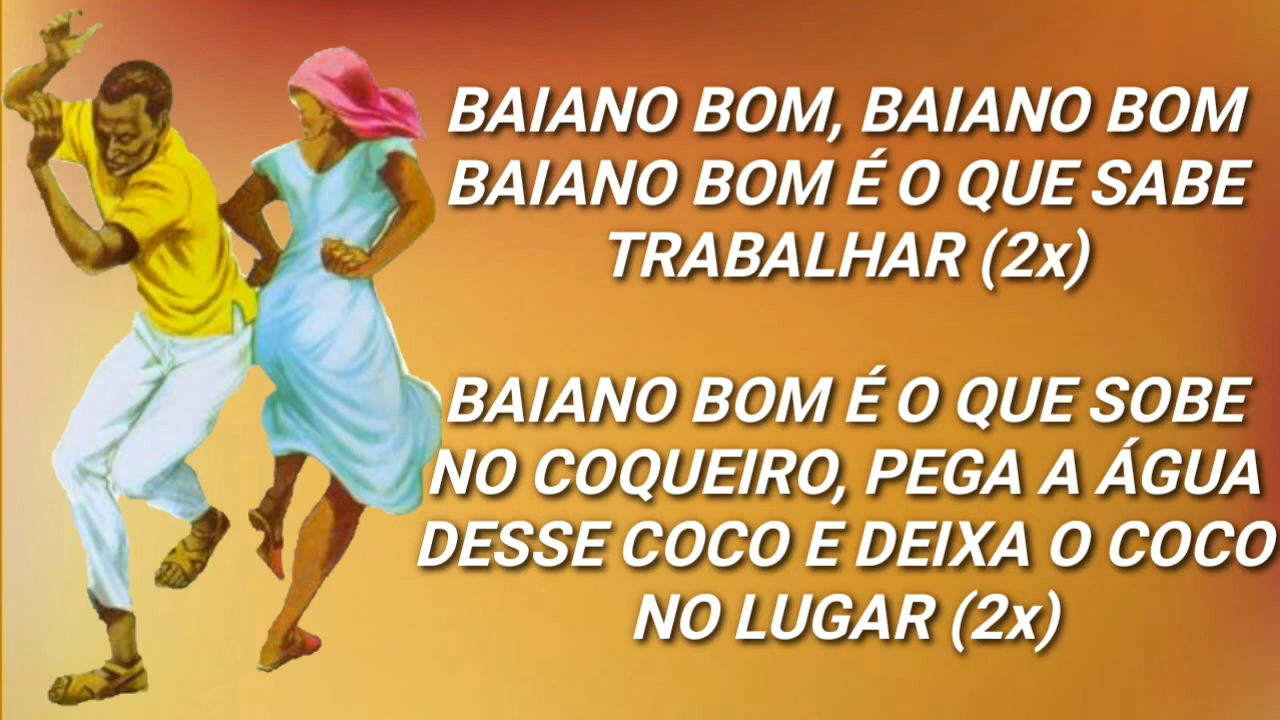 BAIANO BOM, BAIANO BOM
BAIANO BOM É O QUE SABE
TRABALHAR (2x)
BAIANO BOM É O QUE SOBE
NO COQUEIRO, PEGA A ÁGUA
DESSE COCO E DEIXA O COCO
NO LUGAR (2x)